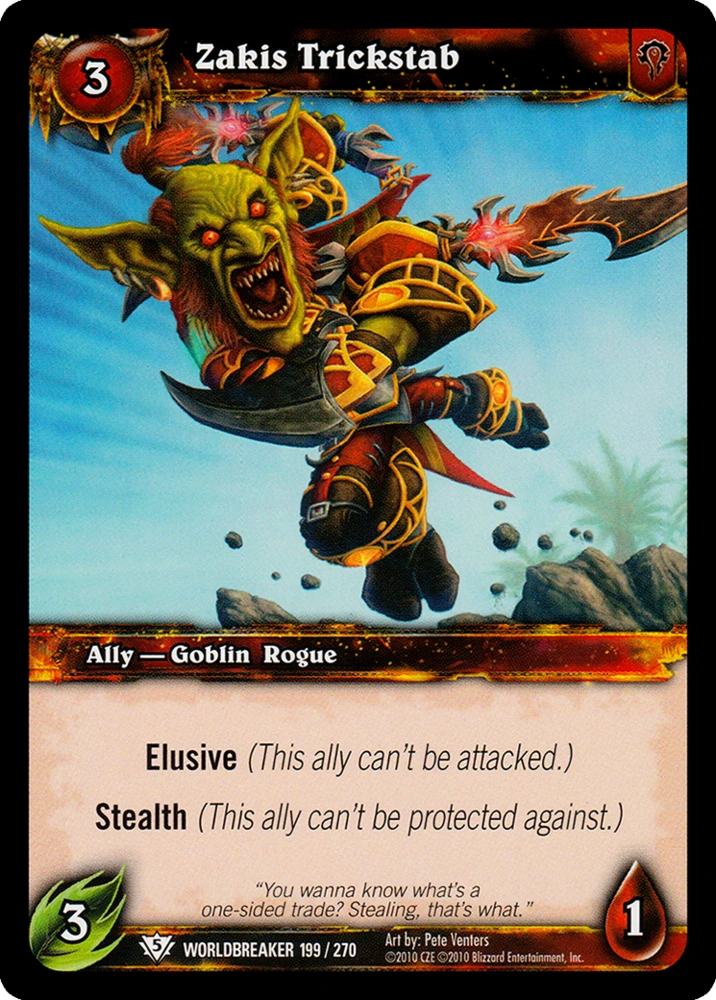 3
Zakis Trickstab
Ally — Goblin Rogue
Elusive (This ally can't be attacked.)
Stealth (This ally can't be protected against.)
"You wanna know what's a
one-sided trade? Stealing, that's what."
3
5
WORLDBREAKER 199 / 270
Art by: Pete Venters
©2010 CZE ©2010 Blizzard Entertainment, Inc.
1